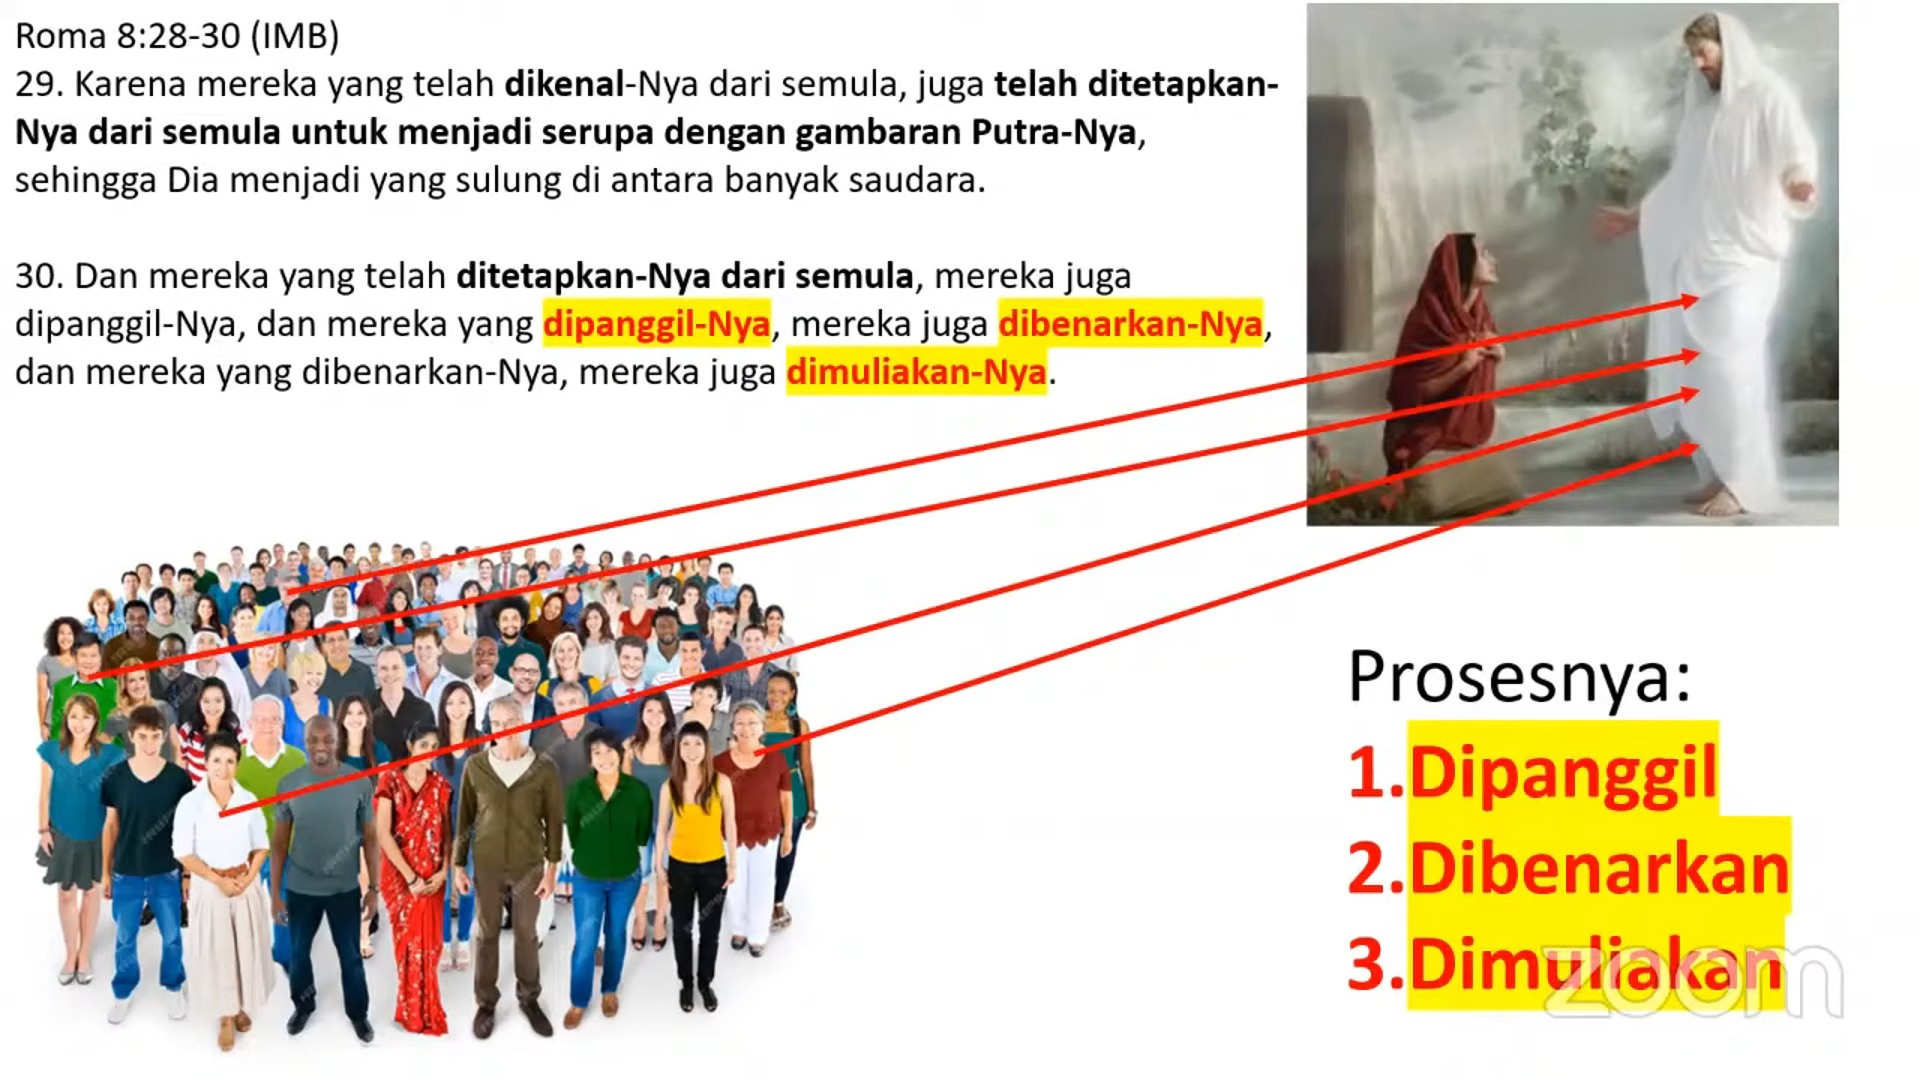 Roma 8:28-30 (IMB)
29. Karena mereka yang telah dikenal-Nya dari semula, juga telah ditetapkan-
Nya dari semula untuk menjadi serupa dengan gambaran Putra-Nya,
sehingga Dia menjadi yang sulung di antara banyak saudara.
30. Dan mereka yang telah ditetapkan-Nya dari semula, mereka juga
dipanggil-Nya, dan mereka yang dipanggil-Nya, mereka juga dibenarkan-Nya,
dan mereka yang dibenarkan-Nya, mereka juga dimuliakan-Nya.
Prosesnya:
1.Dipanggil
2.Dibenarkan
3.Dimuliakan
zoom